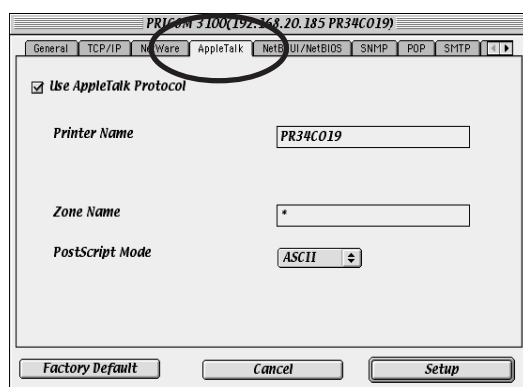 PRICOM 3100(192.168.20.185 PR34C019)
General TCP/IP NetWare AppleTalk NetBEUI/NetBIOS SNMP POP SMTP
Use AppleTalk Protocol
Printer Name PR34C019
Zone Name *
PostScript Mode ASCII
Factory Default Cancel Setup